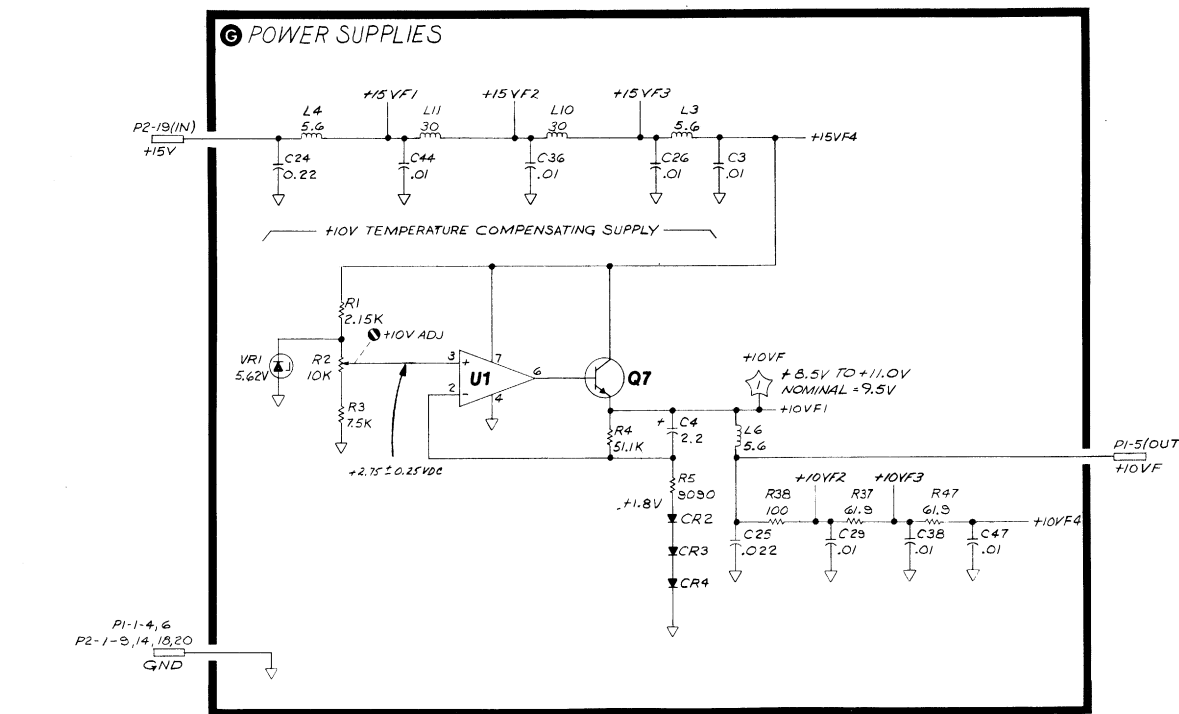 G POWER SUPPLIES
+15VF1 +15VF2 +15VF3
L4 L11 L10 L3
5.6 30 30 5.6
P2-19(IN)
+15V
+15VF4
C24 C44 C36 C26 C3
0.22 .01 .01 .01 .01
+10V TEMPERATURE COMPENSATING SUPPLY
R1
2.15K
+10V ADJ
VR1
5.62V
R2
10K
R3
7.5K
+2.75±0.25VDC
3 + 7
U1
2 - 4
6
Q7
+10VF
1
+8.5V TO +11.0V
NOMINAL = 9.5V
+10VF1
R4
51.1K
+ C4
2.2
L6
5.6
P1-5(OUT
+10VF
R5
9090
+1.8V
CR2
CR3
CR4
+10VF2 +10VF3
R38 R37 R47
100 61.9 61.9
+10VF4
C25 C29 C38 C47
.022 .01 .01 .01
P1-1-4,6
P2-1-9,14,18,20
GND